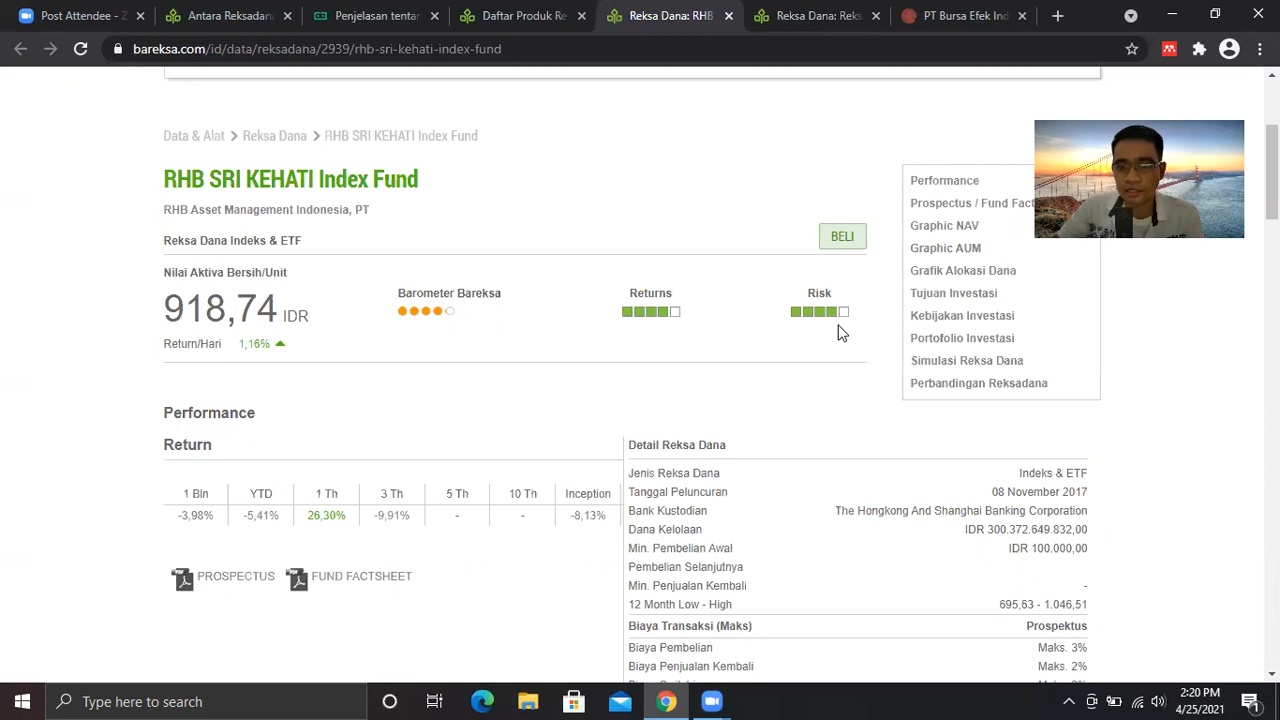 Post Attendee - Z
Antara Reksadana
Penjelasan tentar
Daftar Produk Re
Reksa Dana: RHB
Reksa Dana: Reks
PT Bursa Efek Ind
bareksa.com/id/data/reksadana/2939/rhb-sri-kehati-index-fund
Data & Alat > Reksa Dana > RHB SRI KEHATI Index Fund
RHB SRI KEHATI Index Fund
RHB Asset Management Indonesia, PT
Reksa Dana Indeks & ETF
BELI
Nilai Aktiva Bersih/Unit
918,74 IDR
Return/Hari 1,16%
Barometer Bareksa
Returns
Risk
Performance
Prospectus / Fund Fact
Graphic NAV
Graphic AUM
Grafik Alokasi Dana
Tujuan Investasi
Kebijakan Investasi
Portofolio Investasi
Simulasi Reksa Dana
Perbandingan Reksadana
Performance
Return
1 Bln YTD 1 Th 3 Th 5 Th 10 Th Inception
-3,98% -5,41% 26,30% -9,91% - - -8,13%
PROSPECTUS FUND FACTSHEET
Detail Reksa Dana
Jenis Reksa Dana Indeks & ETF
Tanggal Peluncuran 08 November 2017
Bank Kustodian The Hongkong And Shanghai Banking Corporation
Dana Kelolaan IDR 300.372.649.832,00
Min. Pembelian Awal IDR 100.000,00
Pembelian Selanjutnya
Min. Penjualan Kembali -
12 Month Low - High 695,63 - 1.046,51
Biaya Transaksi (Maks) Prospektus
Biaya Pembelian Maks. 3%
Biaya Penjualan Kembali Maks. 2%
Type here to search
2:20 PM
4/25/2021